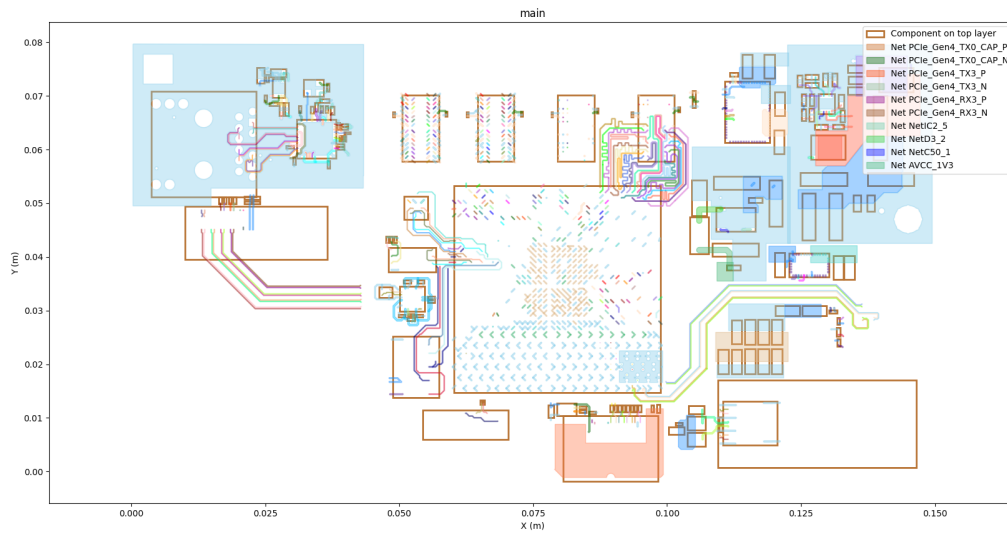 main
0.08
0.07
0.06
0.05
0.04
0.03
0.02
0.01
0.00
Y (m)
0.000
0.025
0.050
0.075
0.100
0.125
0.150
X (m)
Component on top layer
Net PCIe_Gen4_TX0_CAP_P
Net PCIe_Gen4_TX0_CAP_N
Net PCIe_Gen4_TX3_P
Net PCIe_Gen4_TX3_N
Net PCIe_Gen4_RX3_P
Net PCIe_Gen4_RX3_N
Net NetIC2_5
Net NetD3_2
Net NetC50_1
Net AVCC_1V3